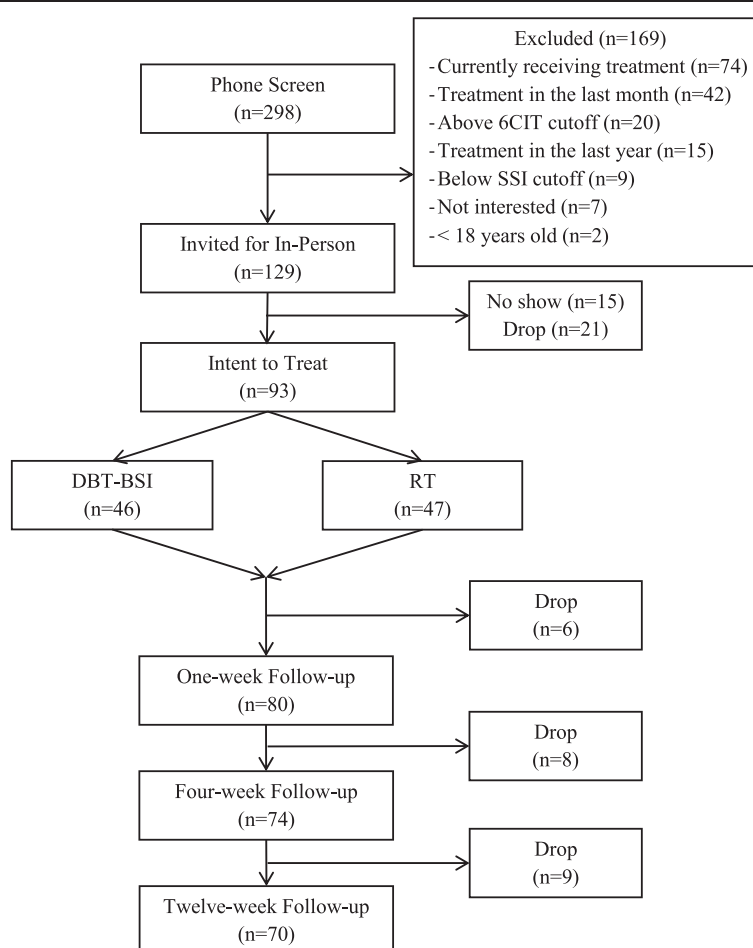 Phone Screen
(n=298)
Excluded (n=169)
-Currently receiving treatment (n=74)
-Treatment in the last month (n=42)
-Above 6CIT cutoff (n=20)
-Treatment in the last year (n=15)
-Below SSI cutoff (n=9)
-Not interested (n=7)
-< 18 years old (n=2)
Invited for In-Person
(n=129)
No show (n=15)
Drop (n=21)
Intent to Treat
(n=93)
DBT-BSI
(n=46)
RT
(n=47)
Drop
(n=6)
One-week Follow-up
(n=80)
Drop
(n=8)
Four-week Follow-up
(n=74)
Drop
(n=9)
Twelve-week Follow-up
(n=70)